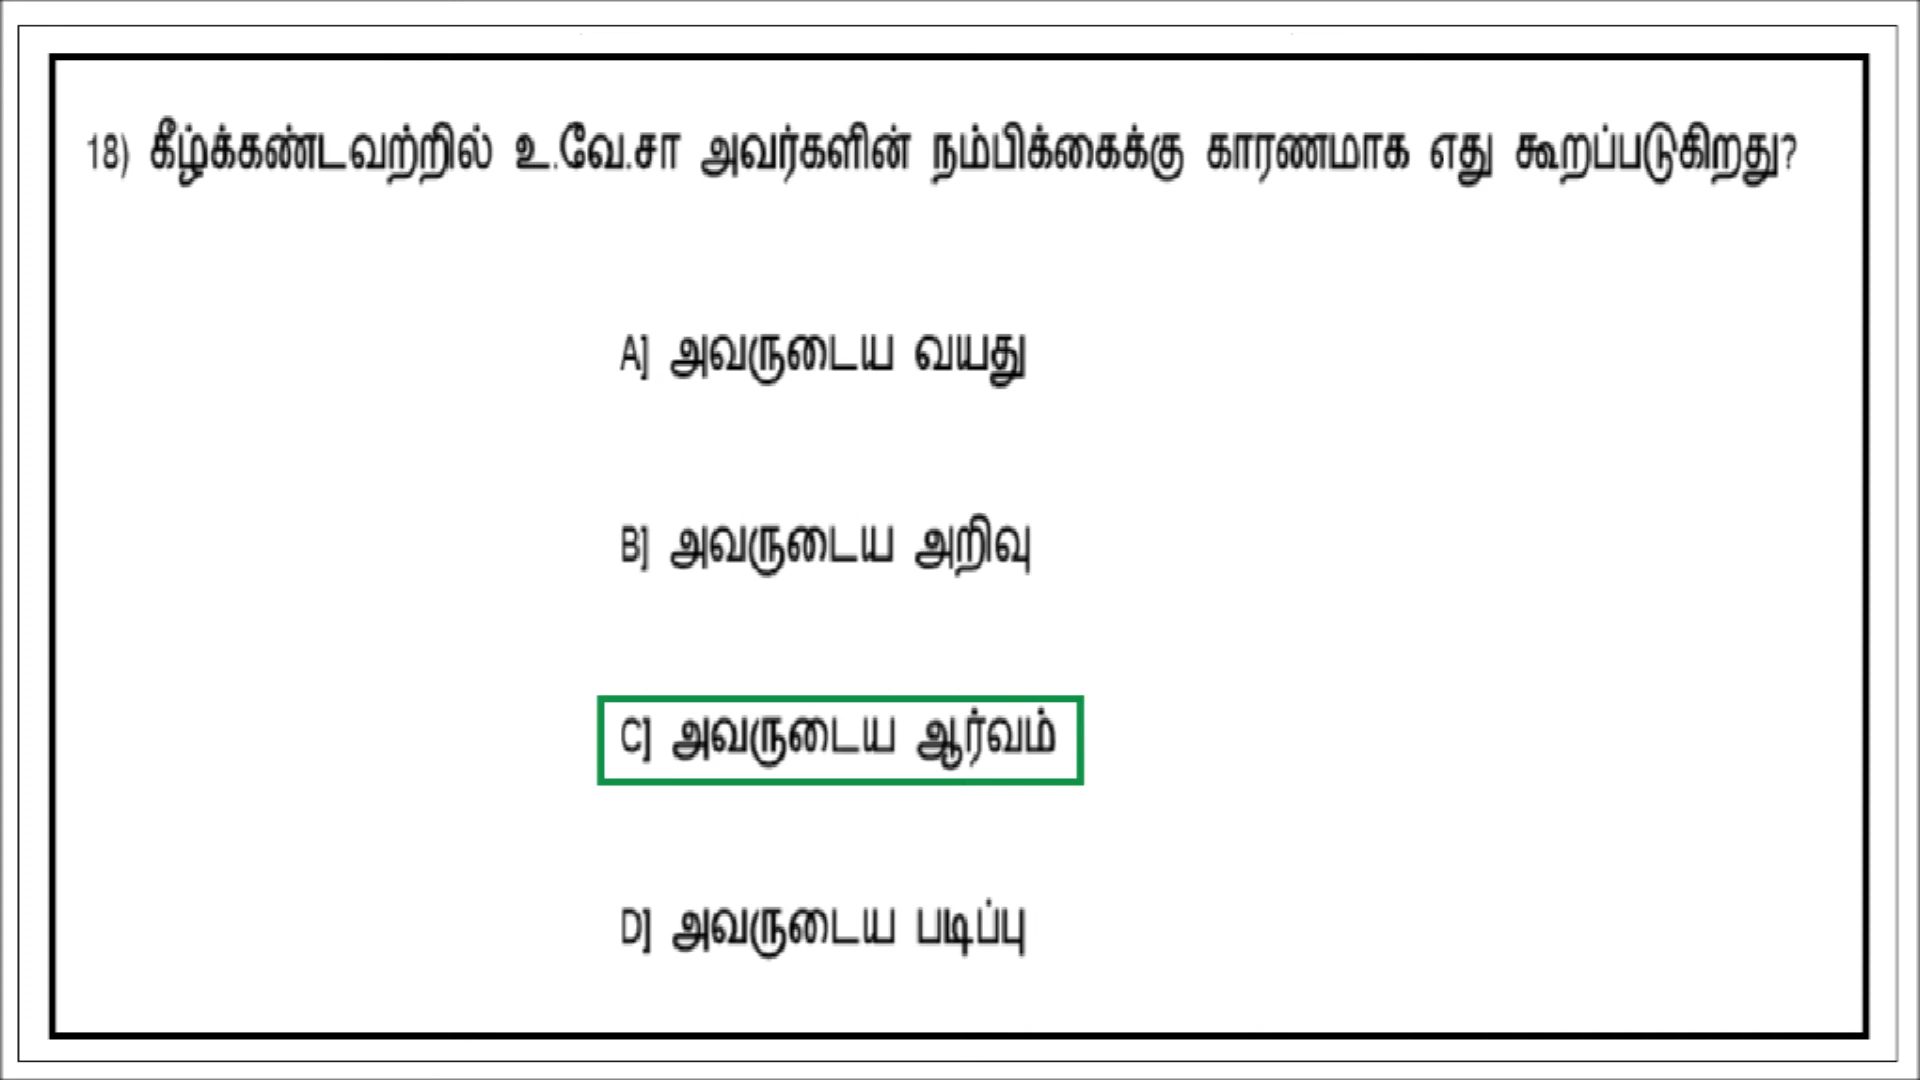 18) கீழ்க்கண்டவற்றில் உ.வே.சா அவர்களின் நம்பிக்கைக்கு காரணமாக எது கூறப்படுகிறது?
A] அவருடைய வயது
B] அவருடைய அறிவு
C] அவருடைய ஆர்வம்
D] அவருடைய படிப்பு